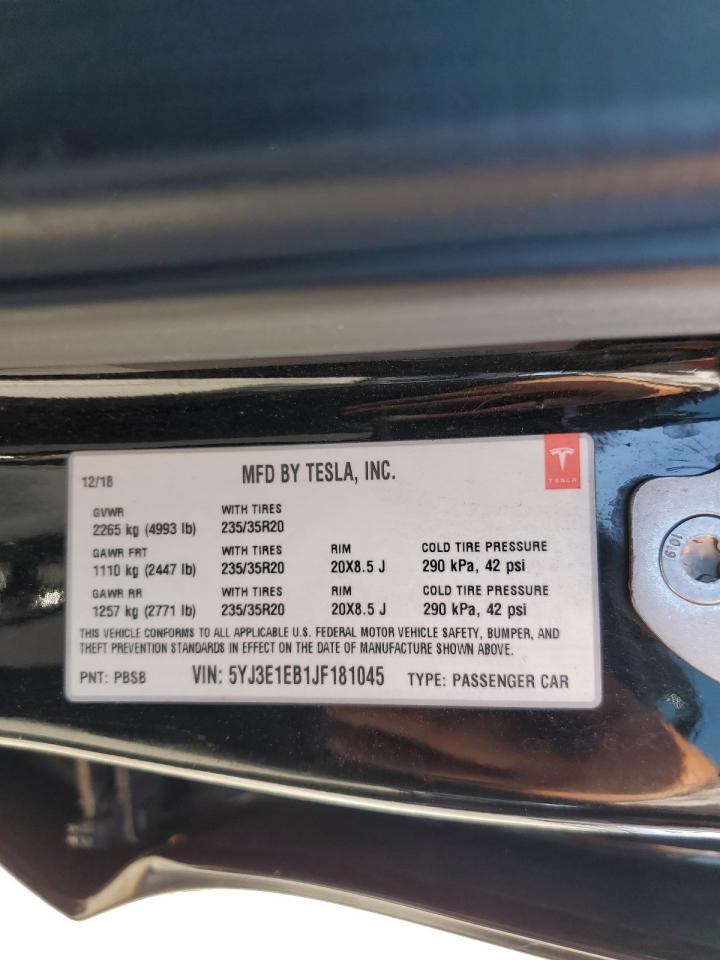 12/18 MFD BY TESLA, INC. TESLA
GVWR WITH TIRES
2265 kg (4993 lb) 235/35R20
GAWR FRT WITH TIRES RIM COLD TIRE PRESSURE
1110 kg (2447 lb) 235/35R20 20X8.5 J 290 kPa, 42 psi
GAWR RR WITH TIRES RIM COLD TIRE PRESSURE
1257 kg (2771 lb) 235/35R20 20X8.5 J 290 kPa, 42 psi
THIS VEHICLE CONFORMS TO ALL APPLICABLE U.S. FEDERAL MOTOR VEHICLE SAFETY, BUMPER, AND
THEFT PREVENTION STANDARDS IN EFFECT ON THE DATE OF MANUFACTURE SHOWN ABOVE.
PNT: PBSB VIN: 5YJ3E1EB1JF181045 TYPE: PASSENGER CAR
10.9